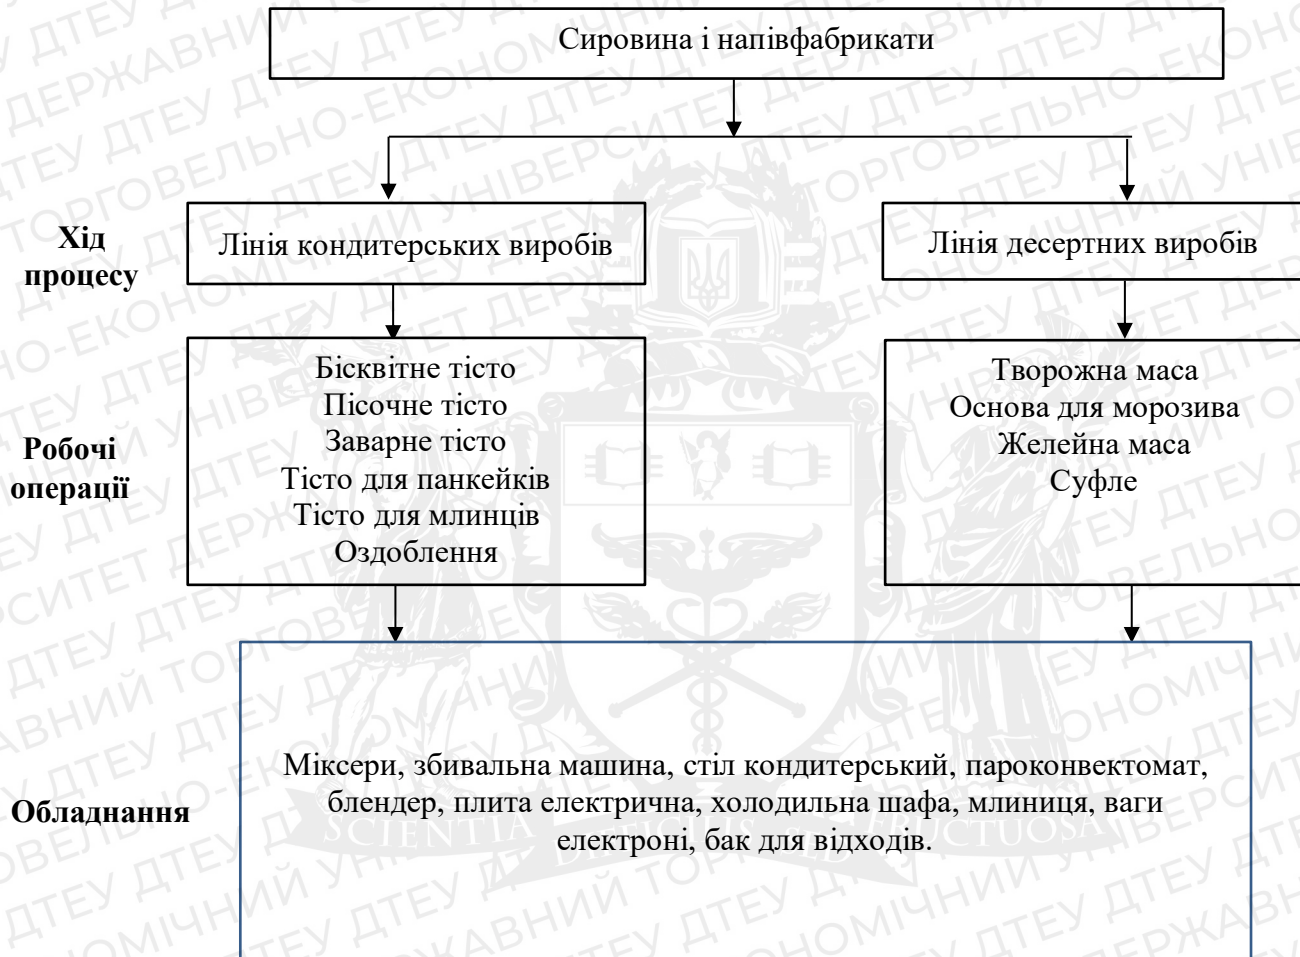 Сировина і напівфабрикати
Хід
процесу
Лінія кондитерських виробів
Лінія десертних виробів
Робочі
операції
Бісквітне тісто
Пісочне тісто
Заварне тісто
Тісто для панкейків
Тісто для млинців
Оздоблення
Творожна маса
Основа для морозива
Желейна маса
Суфле
Обладнання
Міксери, збивальна машина, стіл кондитерський, пароконвектомат,
блендер, плита електрична, холодильна шафа, млиниця, ваги
електроні, бак для відходів.